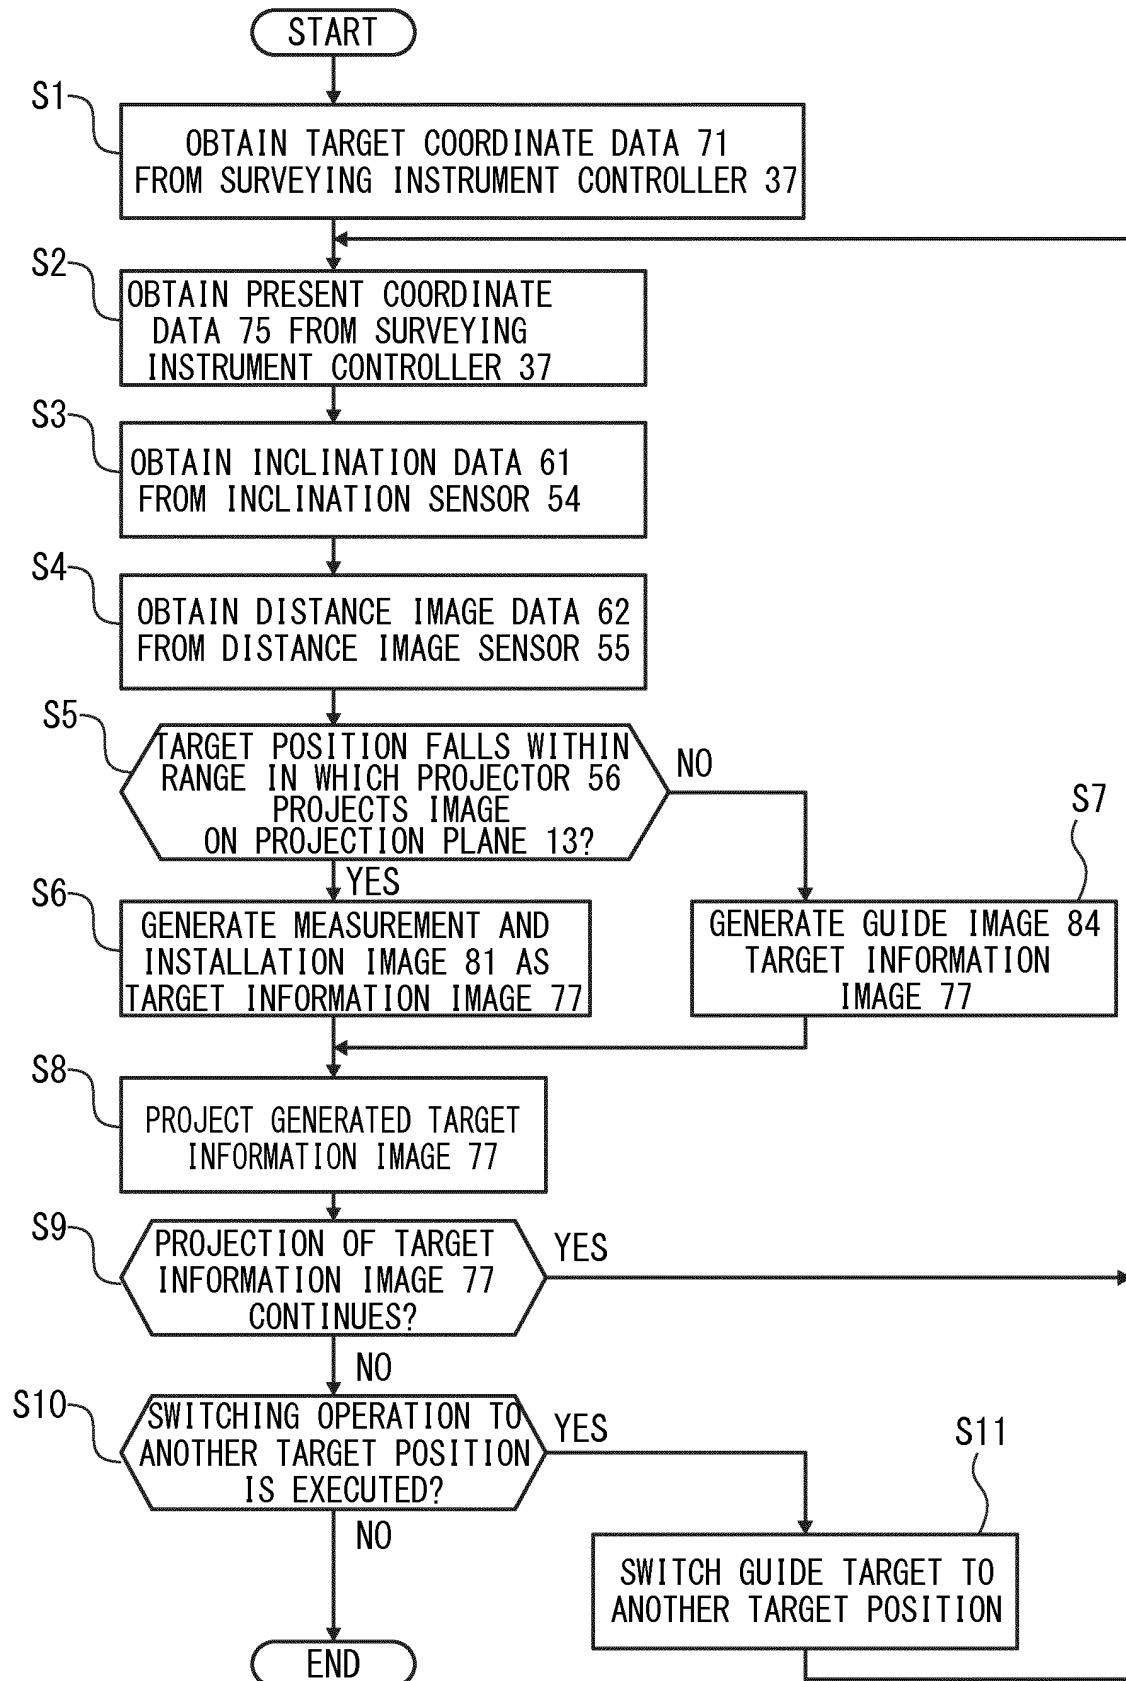 START
S1
OBTAIN TARGET COORDINATE DATA 71
FROM SURVEYING INSTRUMENT CONTROLLER 37
S2
OBTAIN PRESENT COORDINATE
DATA 75 FROM SURVEYING
INSTRUMENT CONTROLLER 37
S3
OBTAIN INCLINATION DATA 61
FROM INCLINATION SENSOR 54
S4
OBTAIN DISTANCE IMAGE DATA 62
FROM DISTANCE IMAGE SENSOR 55
S5
TARGET POSITION FALLS WITHIN
RANGE IN WHICH PROJECTOR 56
PROJECTS IMAGE
ON PROJECTION PLANE 13?
NO
YES
S6
GENERATE MEASUREMENT AND
INSTALLATION IMAGE 81 AS
TARGET INFORMATION IMAGE 77
S7
GENERATE GUIDE IMAGE 84
TARGET INFORMATION
IMAGE 77
S8
PROJECT GENERATED TARGET
INFORMATION IMAGE 77
S9
PROJECTION OF TARGET
INFORMATION IMAGE 77
CONTINUES?
YES
NO
S10
SWITCHING OPERATION TO
ANOTHER TARGET POSITION
IS EXECUTED?
YES
NO
S11
SWITCH GUIDE TARGET TO
ANOTHER TARGET POSITION
END